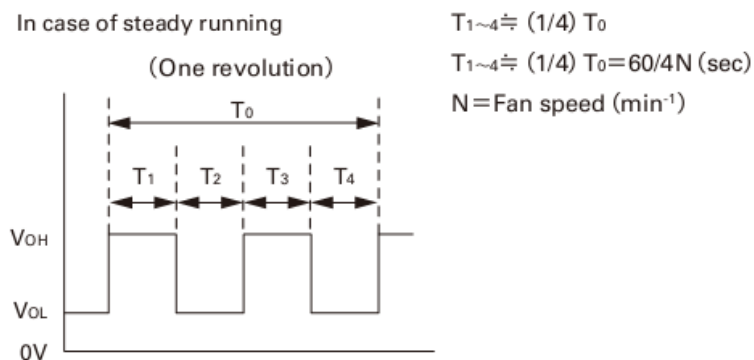 In case of steady running
(One revolution)
T₀
T₁ T₂ T₃ T₄
VOH
VOL
0V
T₁~₄≒ (1/4) T₀
T₁~₄≒ (1/4) T₀=60/4N (sec)
N=Fan speed (min⁻¹)